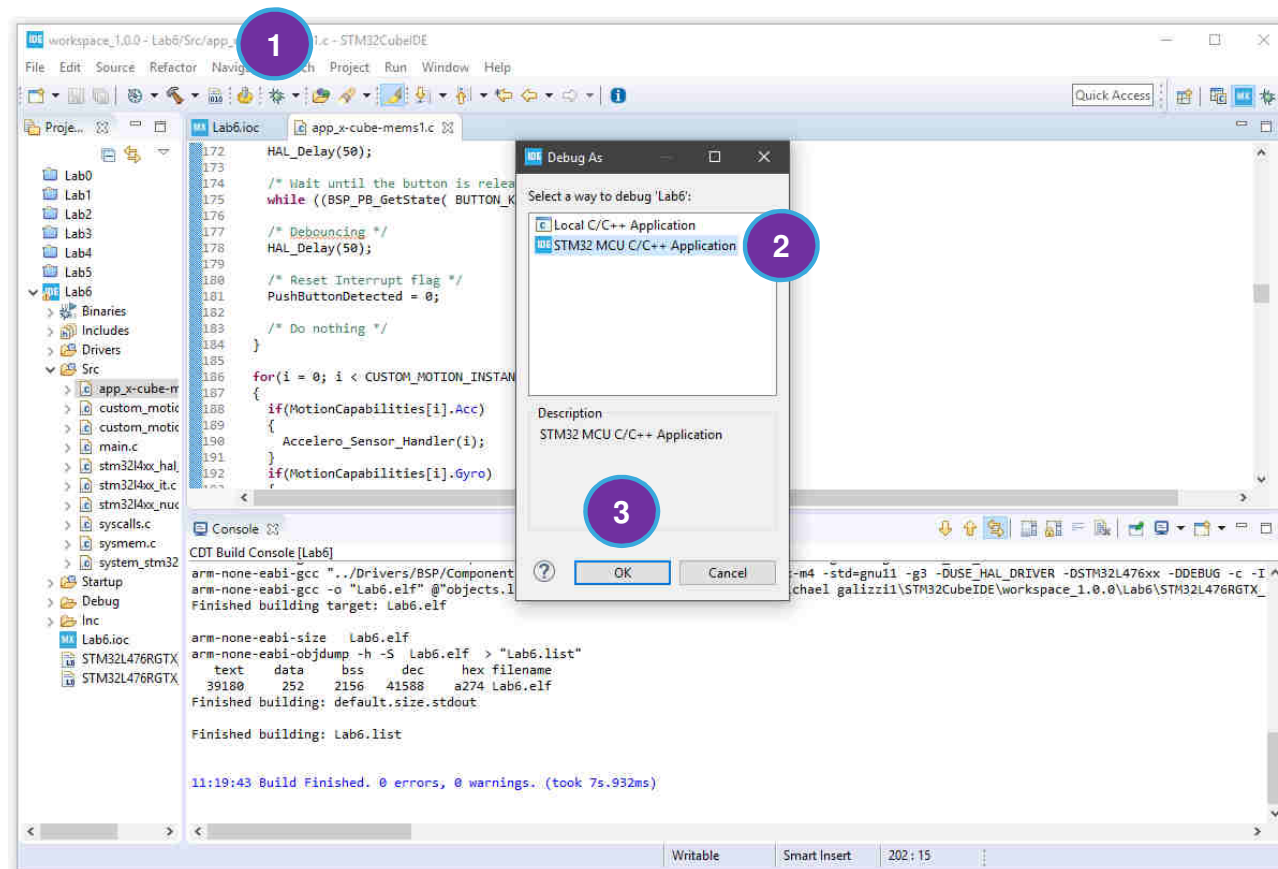 workspace_1.0.0 - Lab6/Src/app_ 1.c - STM32CubeIDE
1
File Edit Source Refactor Project Run Window Help
Quick Access
Proje...
Lab6.ioc
app_x-cube-mems1.c
Lab0
Lab1
Lab2
Lab3
Lab4
Lab5
Lab6
Binaries
Includes
Drivers
Src
app_x-cube-m
custom_motic
custom_motic
main.c
stm32l4xx_hal_
stm32l4xx_it.c
stm32l4xx_nuc
syscalls.c
sysmem.c
system_stm32
Startup
Debug
Inc
Lab6.ioc
STM32L476RGTX
STM32L476RGTX
172 HAL_Delay(50);
173
174 /* Wait until the button is relea
175 while ((BSP_PB_GetState( BUTTON_K
176
177 /* Debouncing */
178 HAL_Delay(50);
179
180 /* Reset Interrupt flag */
181 PushButtonDetected = 0;
182
183 /* Do nothing */
184 }
185
186 for(i = 0; i < CUSTOM_MOTION_INSTAN
187 {
188 if(MotionCapabilities[i].Acc)
189 {
190 Accelero_Sensor_Handler(i);
191 }
192 if(MotionCapabilities[i].Gyro)
Debug As
Select a way to debug 'Lab6':
Local C/C++ Application
STM32 MCU C/C++ Application
2
Description
STM32 MCU C/C++ Application
3
OK
Cancel
Console
CDT Build Console [Lab6]
arm-none-eabi-gcc "../Drivers/BSP/Component -m4 -std=gnu11 -g3 -DUSE_HAL_DRIVER -DSTM32L476xx -DDEBUG -c -I
arm-none-eabi-gcc -o "Lab6.elf" @"objects.l chael galizzi1\STM32CubeIDE\workspace_1.0.0\Lab6\STM32L476RGTX_
Finished building target: Lab6.elf
arm-none-eabi-size Lab6.elf
arm-none-eabi-objdump -h -S Lab6.elf > "Lab6.list"
text data bss dec hex filename
39180 252 2156 41588 a274 Lab6.elf
Finished building: default.size.stdout
Finished building: Lab6.list
11:19:43 Build Finished. 0 errors, 0 warnings. (took 7s.932ms)
Writable Smart Insert 202 : 15